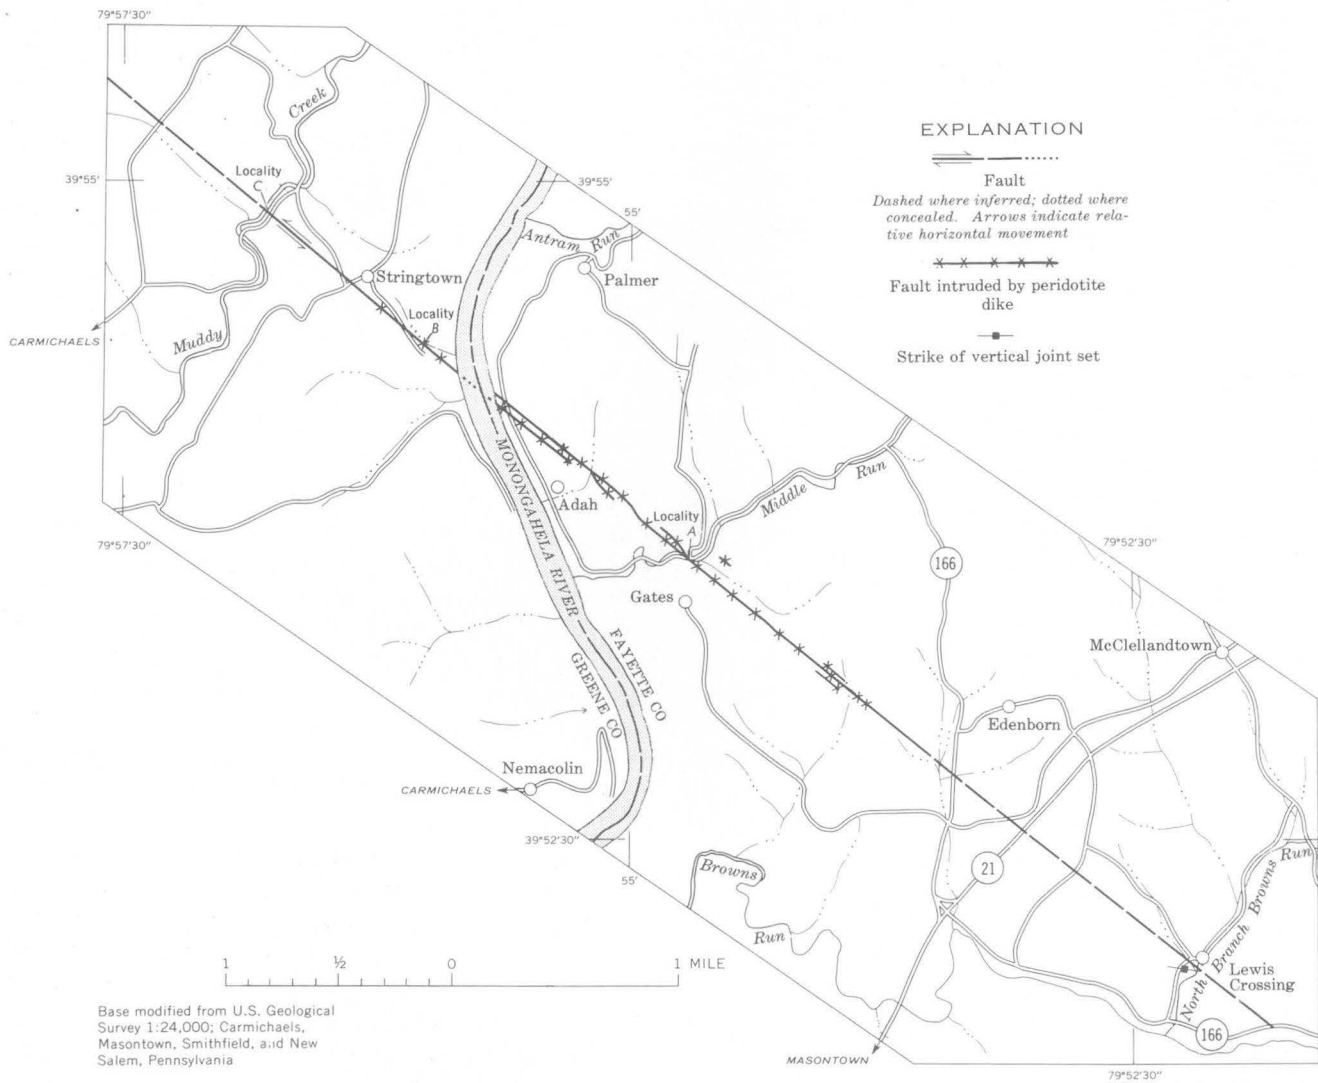 79°57'30"
Creek
EXPLANATION
39°55'
Locality
C
39°55'
Fault
55'
Dashed where inferred; dotted where
concealed. Arrows indicate rela-
tive horizontal movement
Antram Run
Stringtown
Palmer
Fault intruded by peridotite
dike
Locality
B
CARMICHAELS
Muddy
Strike of vertical joint set
MONONGAHELA RIVER
Adah
Middle Run
Locality
A
79°57'30"
79°52'30"
166
Gates
FAYETTE CO
GREENE CO
McClellandtown
Edenborn
Nemacolin
CARMICHAELS
39°52'30"
55'
Browns
Run
21
North Branch Browns Run
Lewis
Crossing
166
1 ½ 0 1 MILE
Base modified from U.S. Geological
Survey 1:24,000; Carmichaels,
Masontown, Smithfield, and New
Salem, Pennsylvania
MASONTOWN
79°52'30"